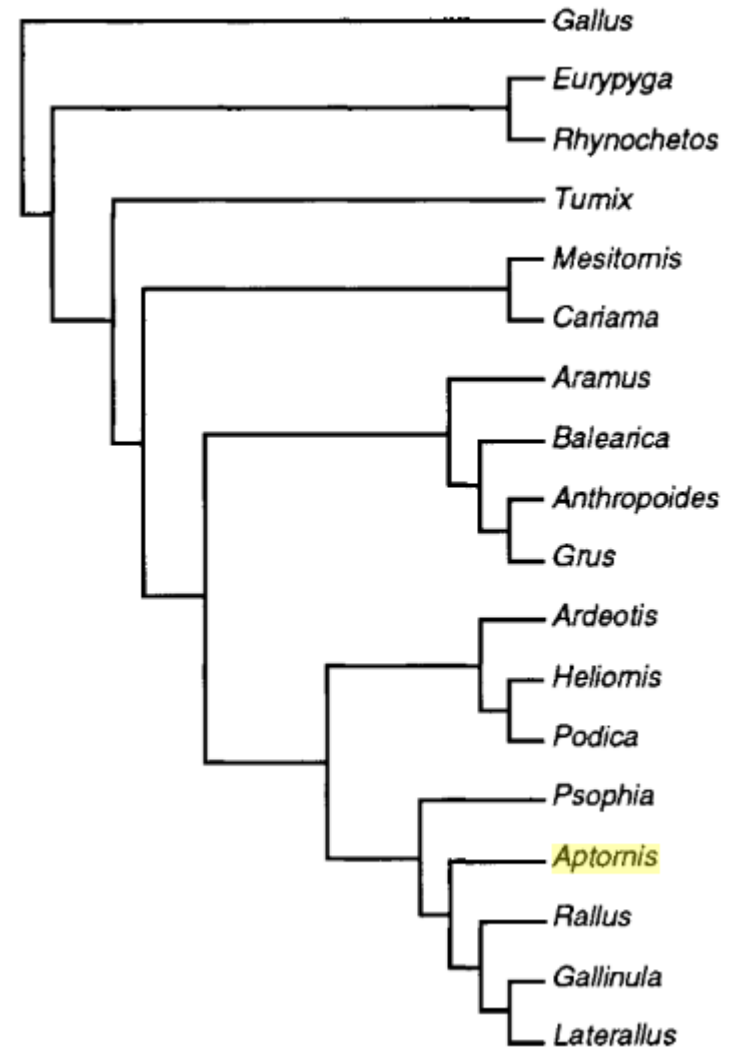 Gallus
Eurypyga
Rhynochetos
Turnix
Mesitornis
Cariama
Aramus
Balearica
Anthropoides
Grus
Ardeotis
Heliornis
Podica
Psophia
Aptornis
Rallus
Gallinula
Laterallus